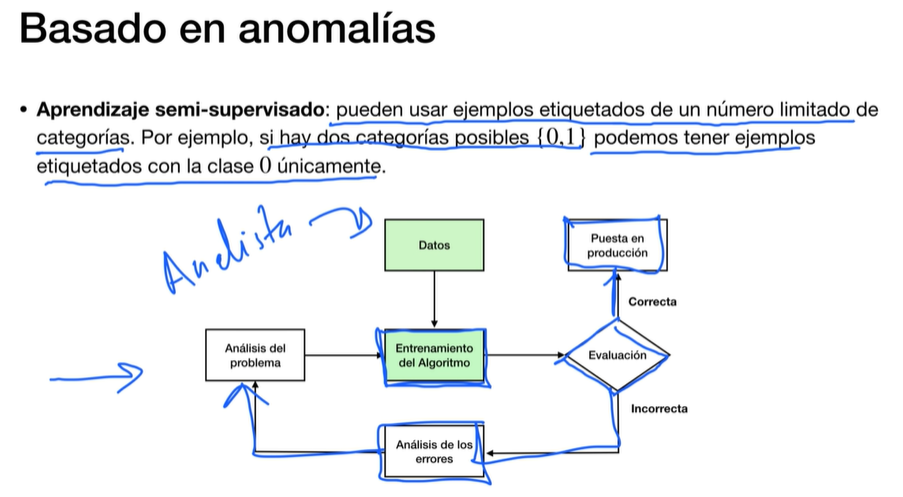 Basado en anomalías
• Aprendizaje semi-supervisado: pueden usar ejemplos etiquetados de un número limitado de
categorías. Por ejemplo, si hay dos categorías posibles {0,1} podemos tener ejemplos
etiquetados con la clase 0 únicamente.
Analista
Datos
Puesta en
producción
Correcta
Análisis del
problema
Entrenamiento
del Algoritmo
Evaluación
Incorrecta
Análisis de los
errores